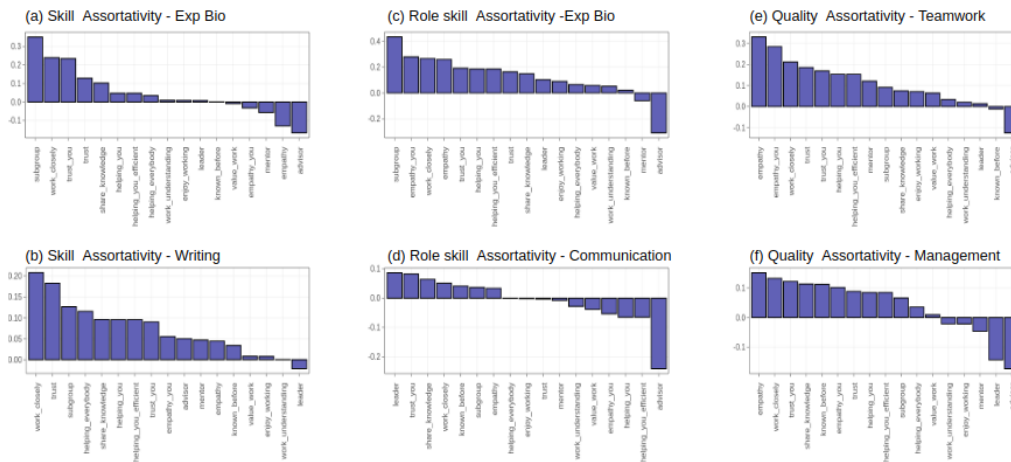 (a) Skill Assortativity - Exp Bio
0.3
0.2
0.1
0.0
-0.1
subgroup
work_closely
trust_you
trust
share_knowledge
helping_you
helping_you_efficient
helping_everybody
work_understanding
enjoy_working
leader
known_before
value_work
empathy_you
mentor
empathy
advisor
(c) Role skill Assortativity -Exp Bio
0.4
0.2
0.0
-0.2
subgroup
empathy_you
work_closely
empathy
trust_you
helping_you
helping_you_efficient
trust
share_knowledge
leader
enjoy_working
helping_everybody
value_work
work_understanding
known_before
mentor
advisor
(e) Quality Assortativity - Teamwork
0.3
0.2
0.1
0.0
-0.1
empathy
empathy_you
work_closely
trust
trust_you
helping_you
helping_you_efficient
mentor
subgroup
share_knowledge
enjoy_working
value_work
helping_everybody
work_understanding
leader
known_before
(b) Skill Assortativity - Writing
0.20
0.15
0.10
0.05
0.00
work_closely
trust
subgroup
helping_everybody
share_knowledge
helping_you
helping_you_efficient
trust_you
empathy_you
advisor
mentor
empathy
known_before
value_work
enjoy_working
work_understanding
leader
(d) Role skill Assortativity - Communication
0.1
0.0
-0.1
-0.2
leader
trust_you
share_knowledge
work_closely
known_before
subgroup
empathy
helping_everybody
enjoy_working
trust
mentor
work_understanding
value_work
empathy_you
helping_you
helping_you_efficient
advisor
(f) Quality Assortativity - Management
0.1
0.0
-0.1
empathy
work_closely
trust_you
share_knowledge
known_before
empathy_you
trust
helping_you
helping_you_efficient
subgroup
helping_everybody
value_work
work_understanding
enjoy_working
mentor
leader